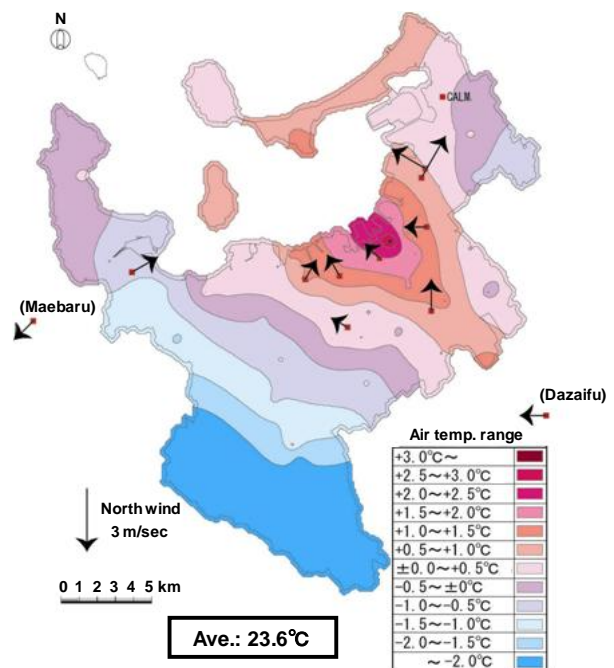 N
CALM.
(Maebaru)
(Dazaifu)
North wind
3 m/sec
0 1 2 3 4 5 km
Ave.: 23.6℃
Air temp. range
+3.0℃～
+2.5～+3.0℃
+2.0～+2.5℃
+1.5～+2.0℃
+1.0～+1.5℃
+0.5～+1.0℃
±0.0～+0.5℃
-0.5～±0℃
-1.0～-0.5℃
-1.5～-1.0℃
-2.0～-1.5℃
～-2.0℃